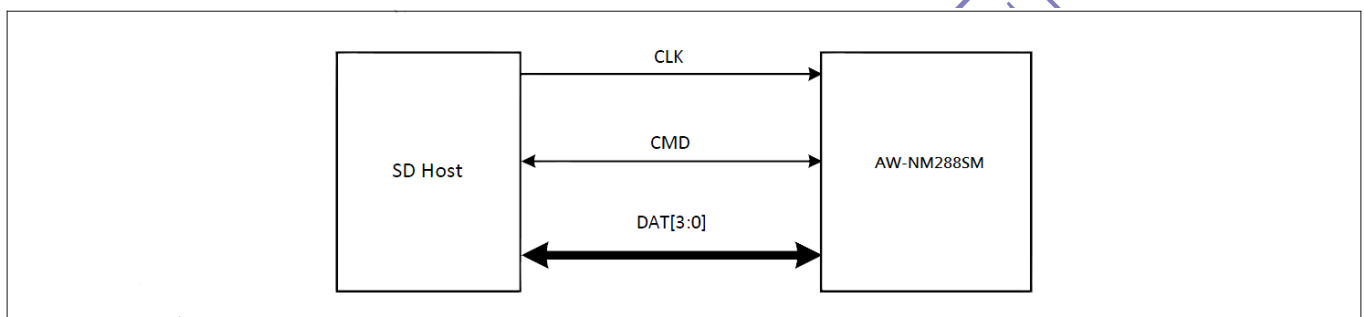 CLK
CMD
SD Host
AW-NM288SM
DAT[3:0]